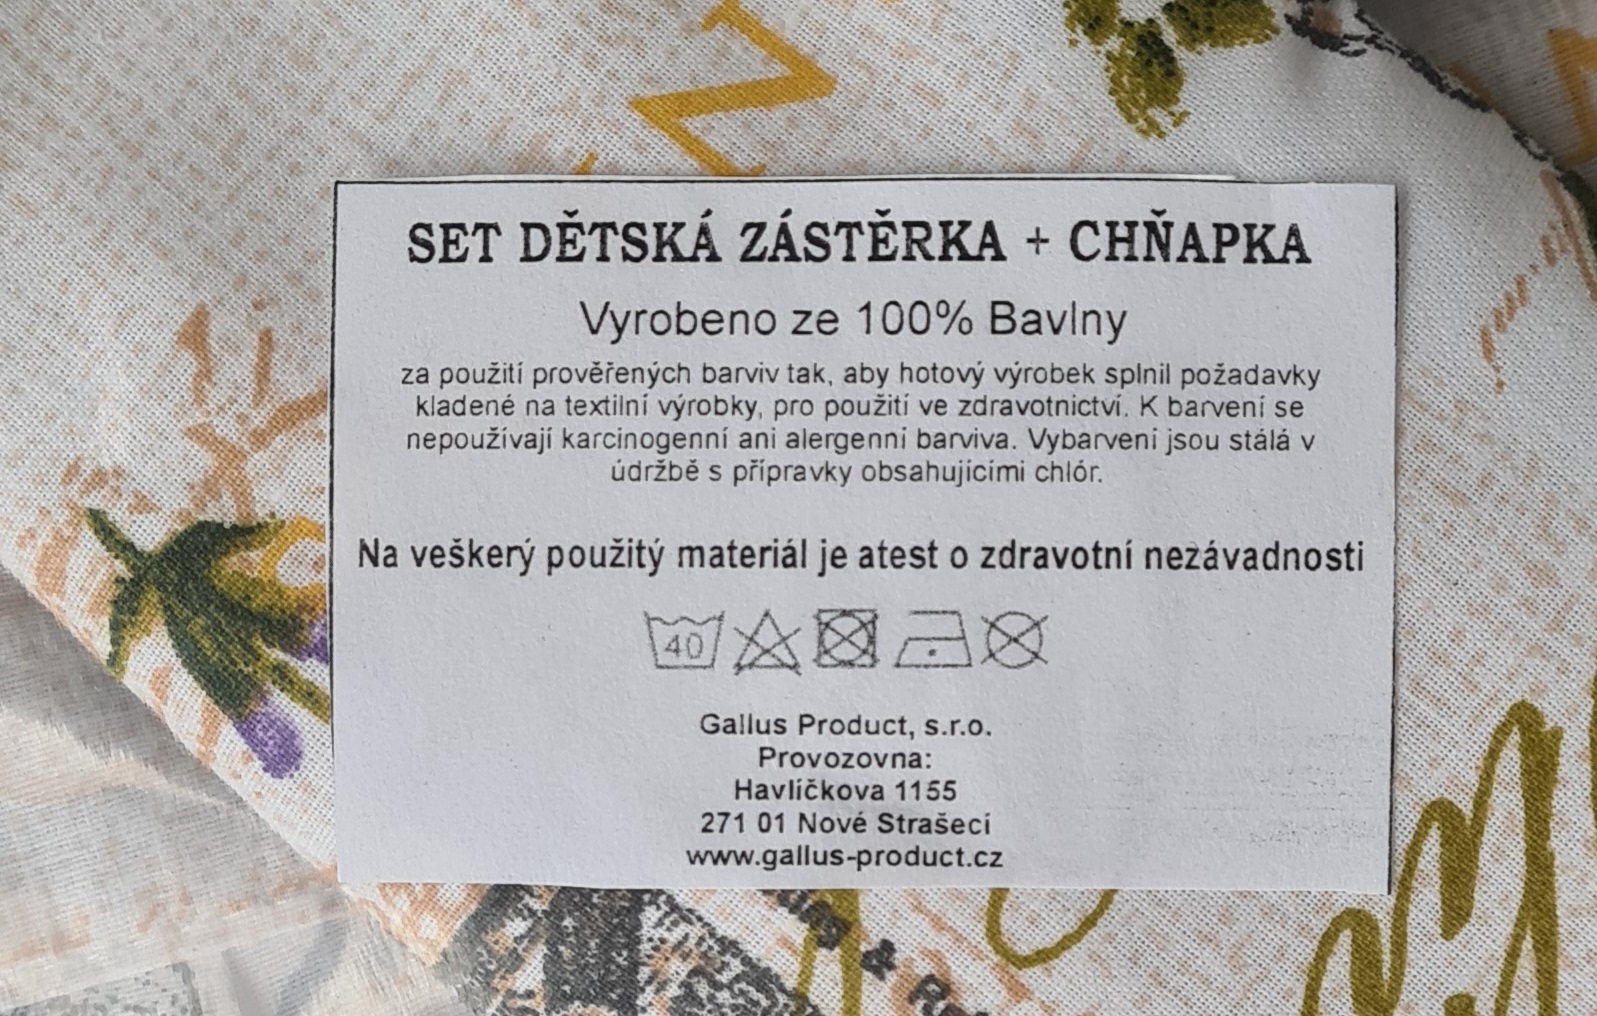 SET DĚTSKÁ ZÁSTĚRKA + CHŇAPKA
Vyrobeno ze 100% Bavlny
za použití prověřených barviv tak, aby hotový výrobek splnil požadavky
kladené na textilní výrobky, pro použití ve zdravotnictví. K barvení se
nepoužívají karcinogenní ani alergenní barviva. Vybarvení jsou stálá v
údržbě s přípravky obsahujícími chlór.
Na veškerý použitý materiál je atest o zdravotní nezávadnosti
40
Gallus Product, s.r.o.
Provozovna:
Havlíčkova 1155
271 01 Nové Strašecí
www.gallus-product.cz